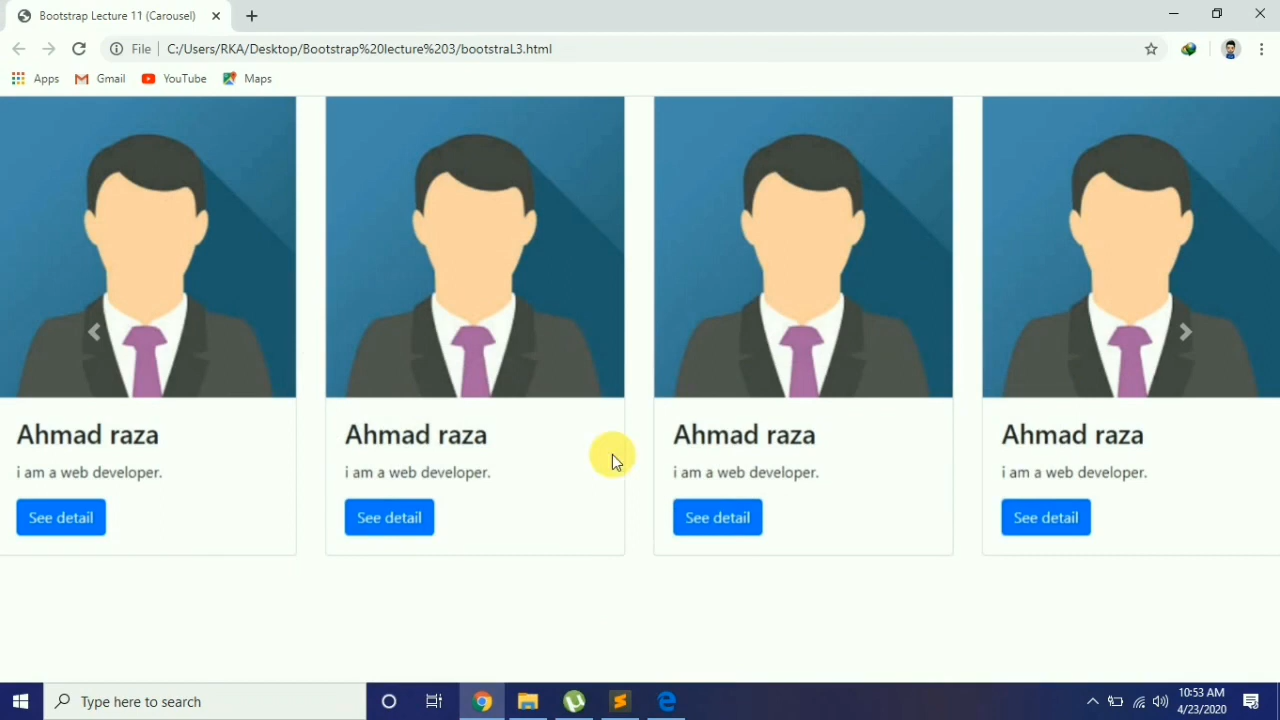 Bootstrap Lecture 11 (Carousel)
File
C:/Users/RKA/Desktop/Bootstrap%20lecture%203/bootstraL3.html
Apps
Gmail
YouTube
Maps
Ahmad raza
Ahmad raza
Ahmad raza
Ahmad raza
i am a web developer.
i am a web developer.
i am a web developer.
i am a web developer.
See detail
See detail
See detail
See detail
Type here to search
10:53 AM
4/23/2020